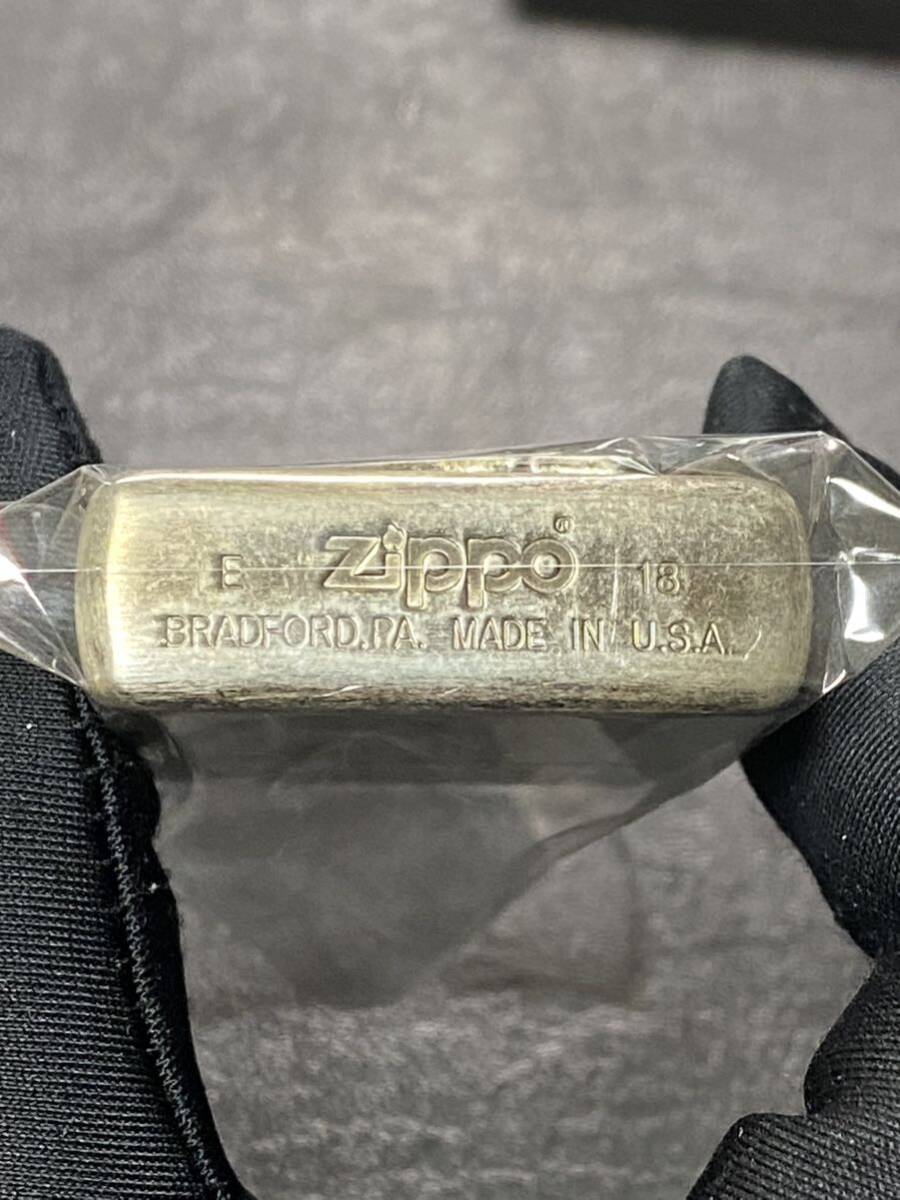 E Zippo® 18
BRADFORD,PA. MADE IN U.S.A.